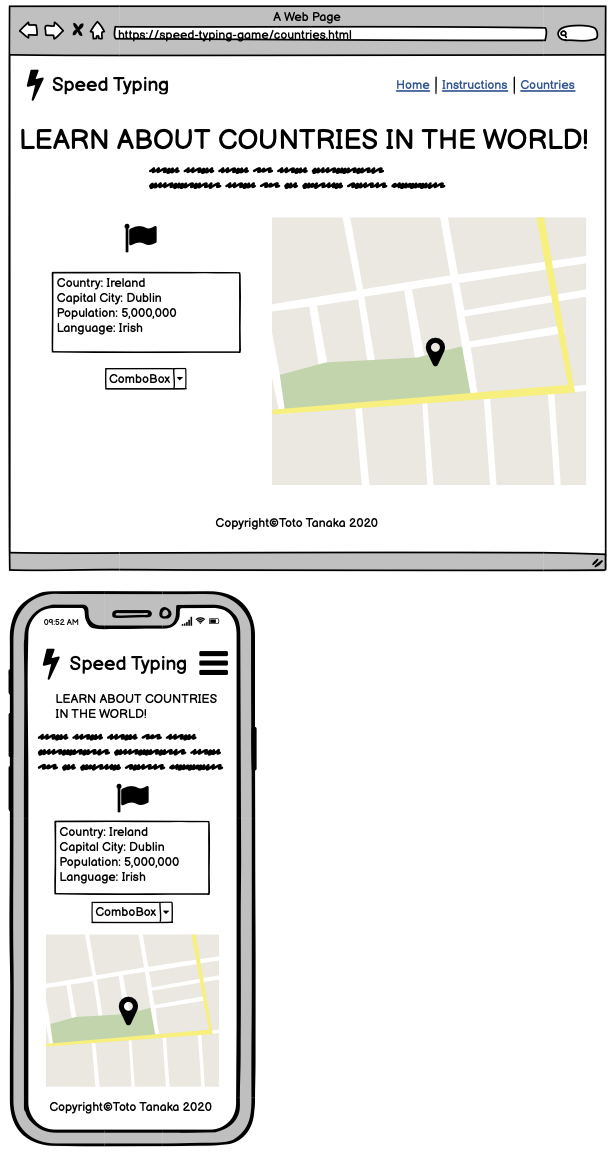 A Web Page
https://speed-typing-game/countries.html
Speed Typing
Home | Instructions | Countries
LEARN ABOUT COUNTRIES IN THE WORLD!
Country: Ireland
Capital City: Dublin
Population: 5,000,000
Language: Irish
ComboBox
Copyright©Toto Tanaka 2020
09:52 AM
Speed Typing
LEARN ABOUT COUNTRIES
IN THE WORLD!
Country: Ireland
Capital City: Dublin
Population: 5,000,000
Language: Irish
ComboBox
Copyright©Toto Tanaka 2020